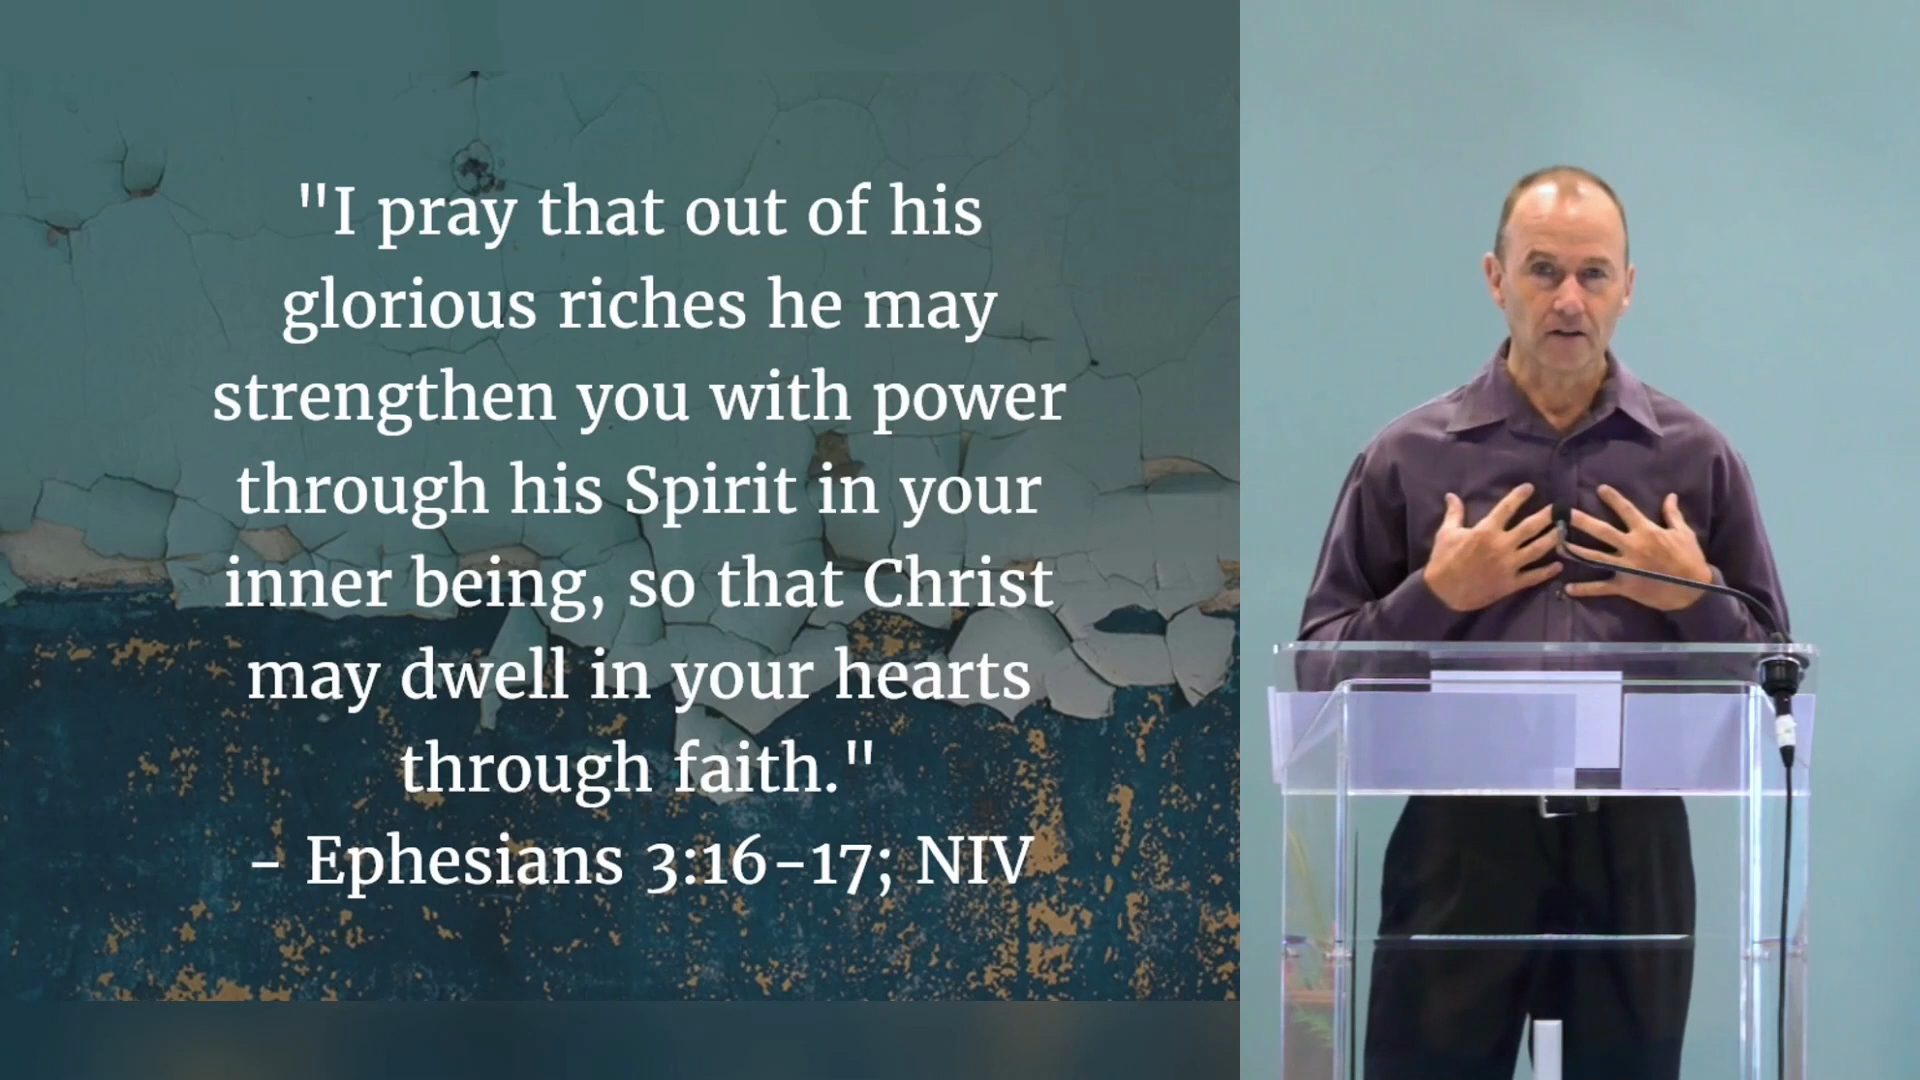 "I pray that out of his
glorious riches he may
strengthen you with power
through his Spirit in your
inner being, so that Christ
may dwell in your hearts
through faith."
– Ephesians 3:16–17; NIV